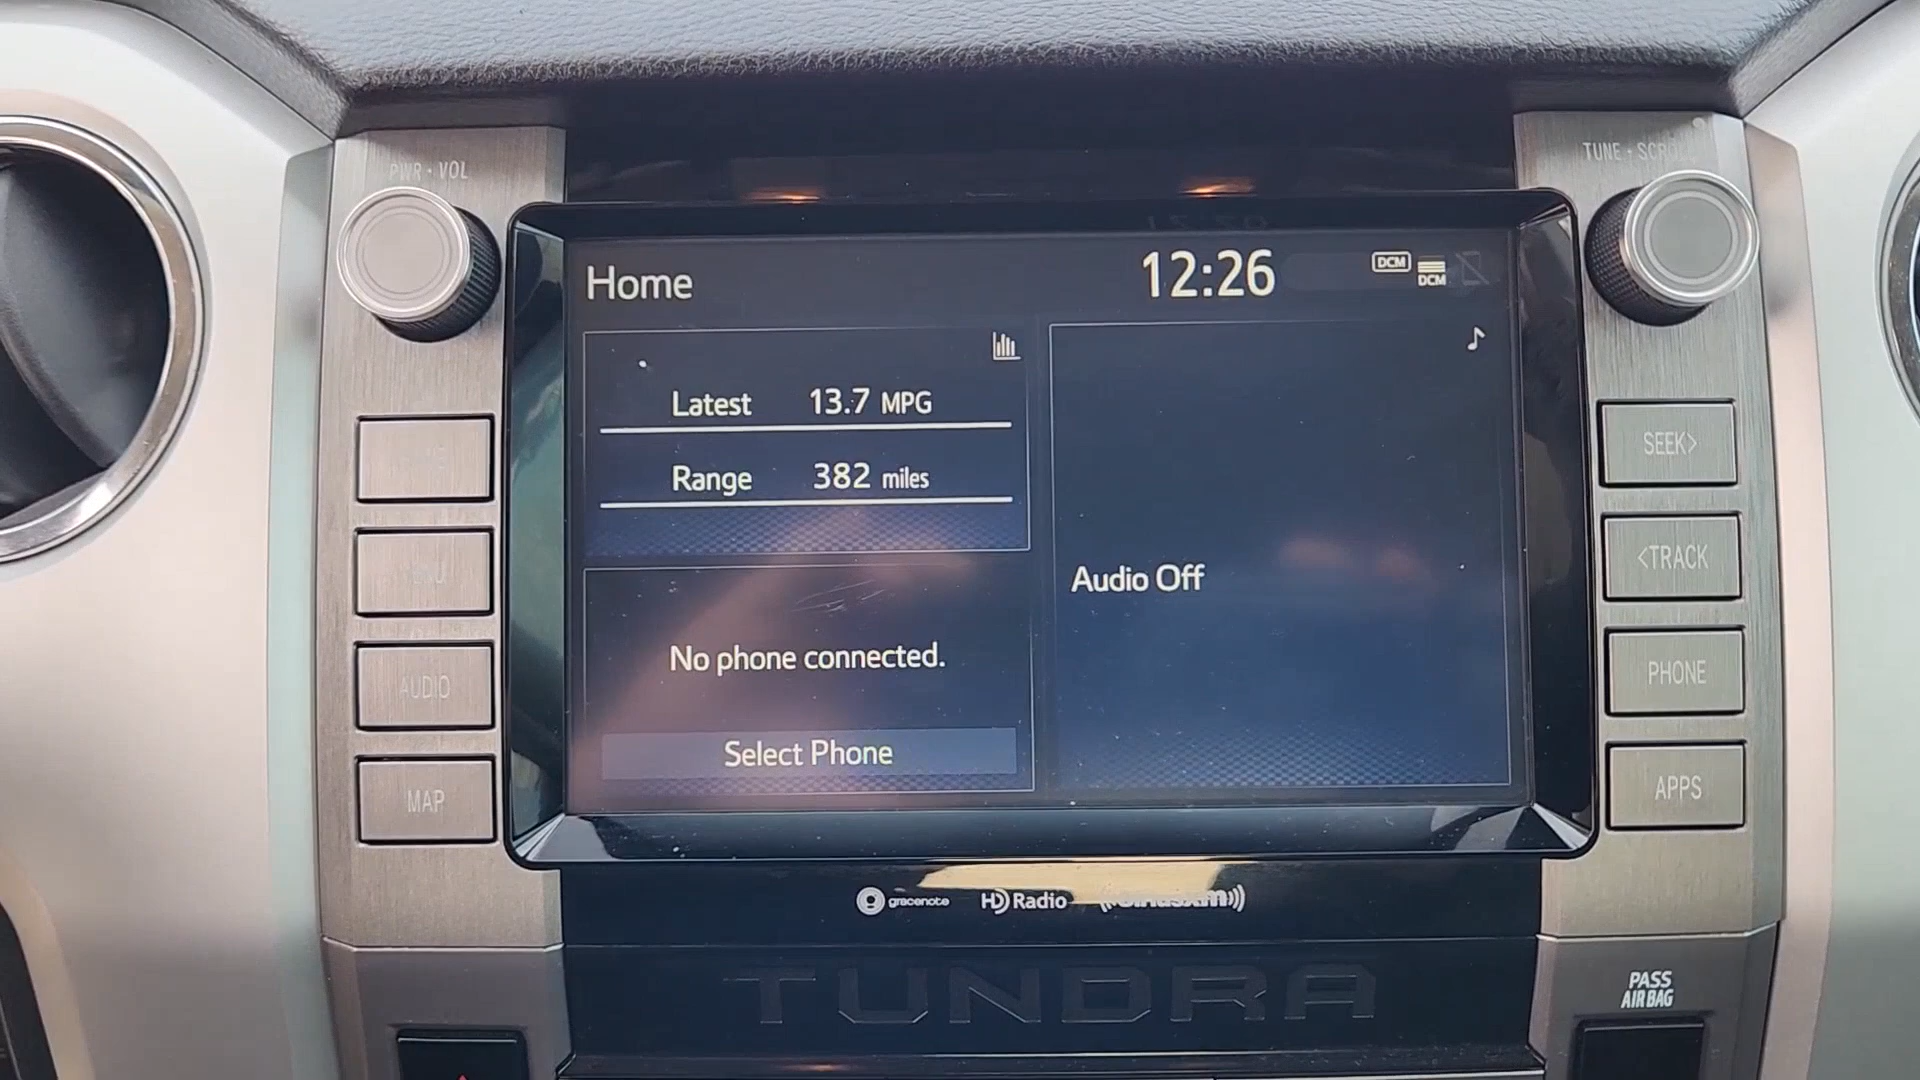 PWR • VOL
TUNE • SCROLL
Home
12:26
DCM
DCM
Latest 13.7 MPG
Range 382 miles
No phone connected.
Select Phone
Audio Off
AUDIO
MAP
SEEK>
<TRACK
PHONE
APPS
gracenote
HD Radio
((SiriusXM))
TUNDRA
PASS
AIR BAG